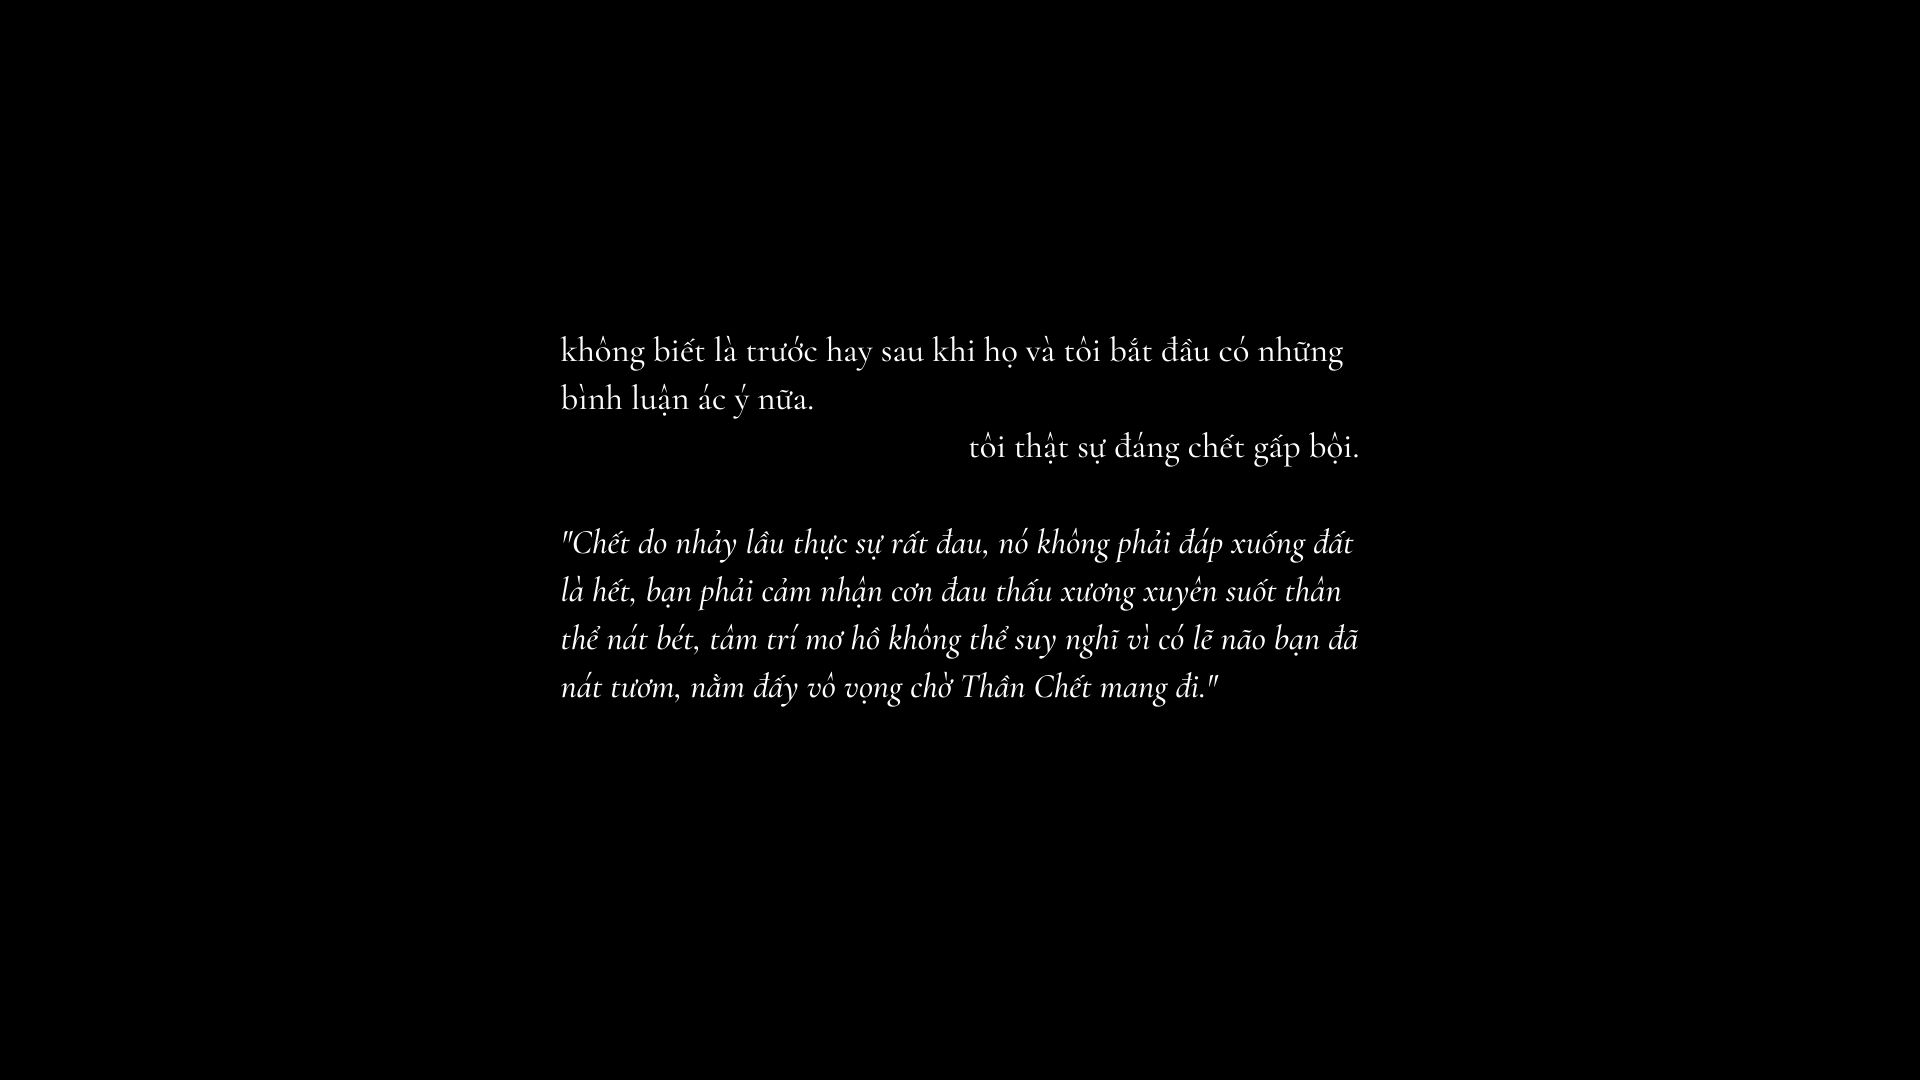 không biết là trước hay sau khi họ và tôi bắt đầu có những
bình luận ác ý nữa.
tôi thật sự đáng chết gấp bội.
"Chết do nhảy lầu thực sự rất đau, nó không phải đáp xuống đất
là hết, bạn phải cảm nhận cơn đau thấu xương xuyên suốt thân
thể nát bét, tâm trí mơ hồ không thể suy nghĩ vì có lẽ não bạn đã
nát tươm, nằm đấy vô vọng chờ Thần Chết mang đi."